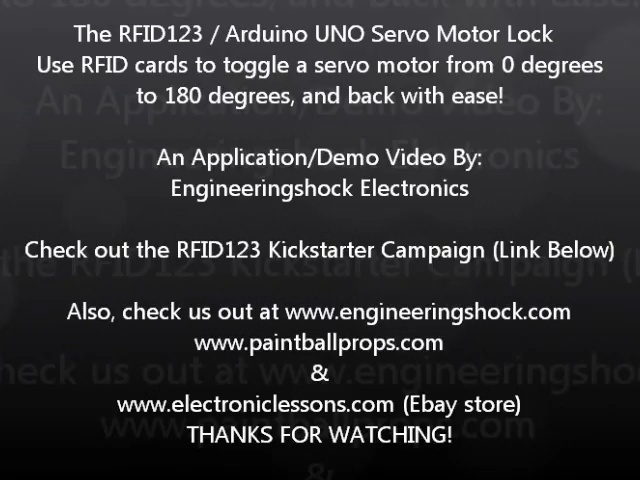 The RFID123 / Arduino UNO Servo Motor Lock
Use RFID cards to toggle a servo motor from 0 degrees
to 180 degrees, and back with ease!
An Application/Demo Video By:
Engineeringshock Electronics
Check out the RFID123 Kickstarter Campaign (Link Below)
Also, check us out at www.engineeringshock.com
www.paintballprops.com
&
www.electroniclessons.com (Ebay store)
THANKS FOR WATCHING!